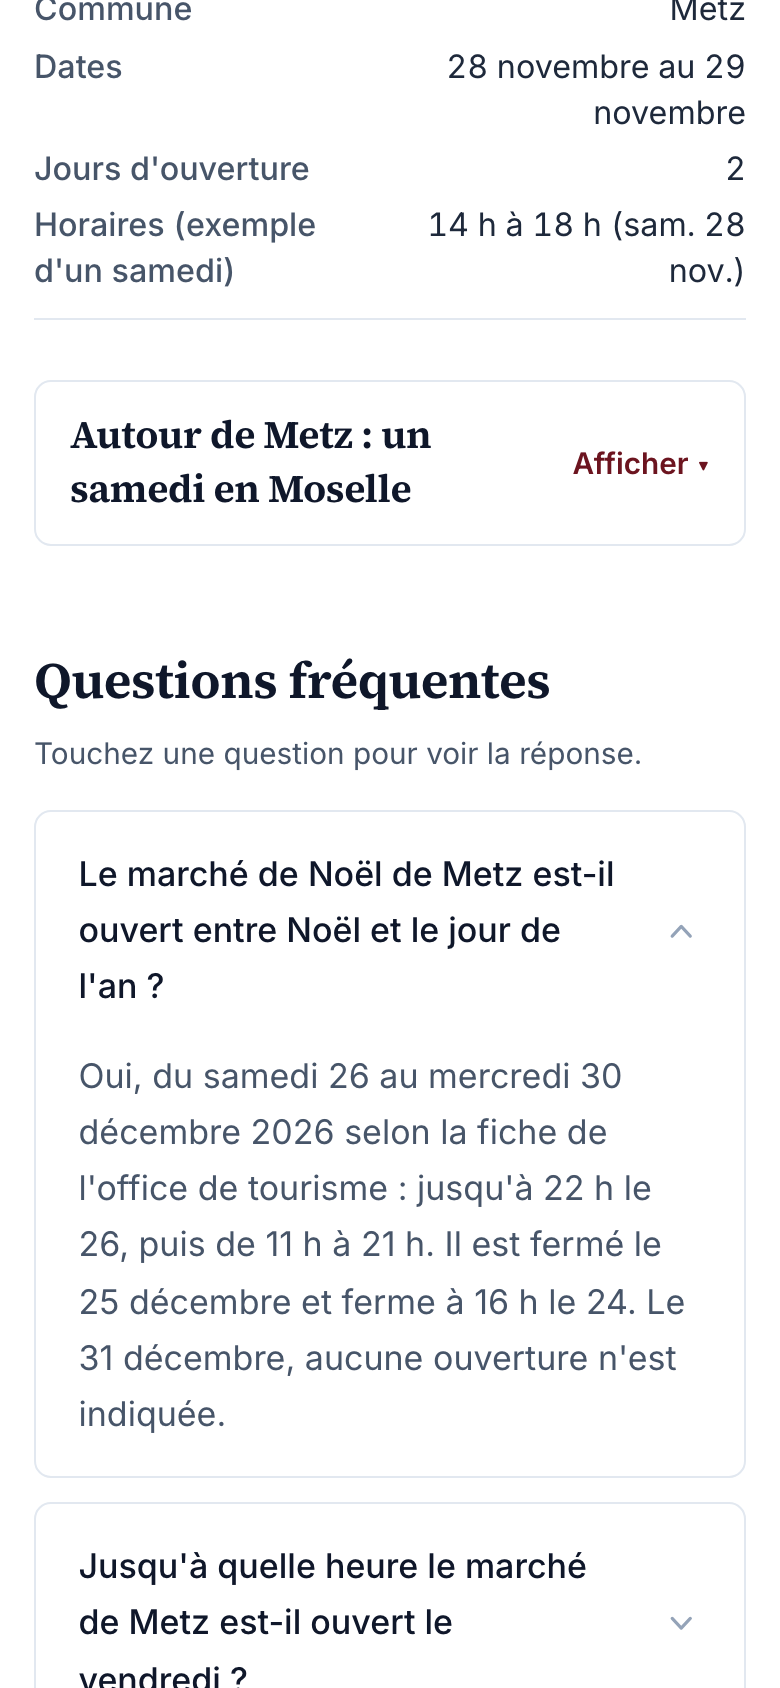 Commune
Metz
Dates
28 novembre au 29
novembre
Jours d'ouverture
2
Horaires (exemple
d'un samedi)
14 h à 18 h (sam. 28
nov.)
Autour de Metz : un
samedi en Moselle
Afficher ▾
Questions fréquentes
Touchez une question pour voir la réponse.
Le marché de Noël de Metz est-il
ouvert entre Noël et le jour de
l'an ?
Oui, du samedi 26 au mercredi 30
décembre 2026 selon la fiche de
l'office de tourisme : jusqu'à 22 h le
26, puis de 11 h à 21 h. Il est fermé le
25 décembre et ferme à 16 h le 24. Le
31 décembre, aucune ouverture n'est
indiquée.
Jusqu'à quelle heure le marché
de Metz est-il ouvert le
vendredi ?